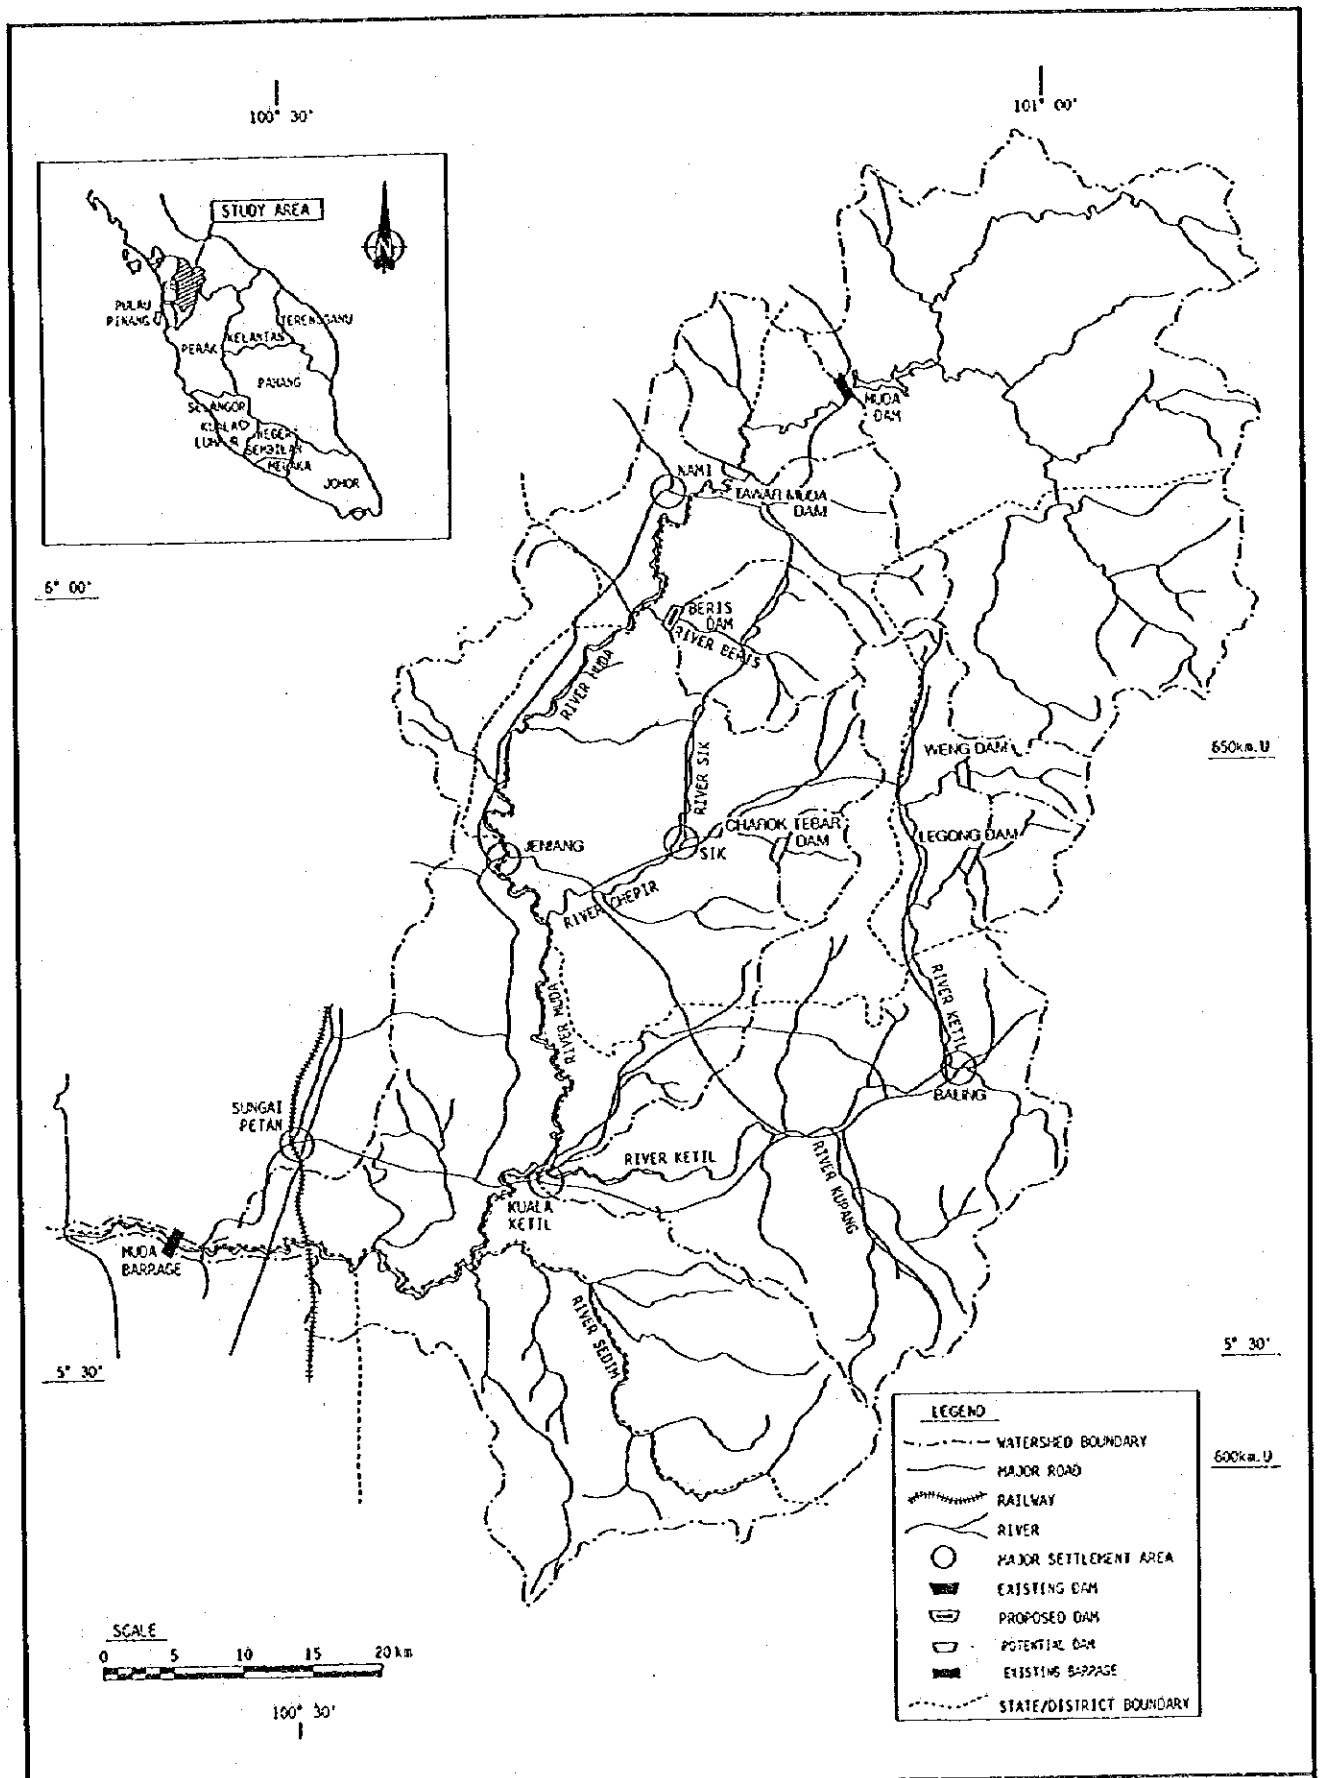 100° 30'
101° 00'
STUDY AREA
N
PULAU
PINANG
PERAK
KELANTAN
TERENGGANU
PAHANG
SELANGOR
KUALA
LUMPUR
NEGERI
SEMBILAN
MELAKA
JOHOR
6° 00'
MUDA
DAM
NAMI
TAWAR MUDA
DAM
BERIS
DAM
RIVER BERIS
RIVER MUDA
WENG DAM
650km.U
RIVER SIK
CHAROK TEBAR
DAM
LEGONG DAM
JENIANG
SIK
RIVER CHEPIR
RIVER MUDA
RIVER KETIL
BALING
SUNGAI
PETAN
RIVER KETIL
RIVER KUPANG
KUALA
KETIL
MUDA
BARRAGE
RIVER SEDIM
5° 30'
5° 30'
LEGEND
WATERSHED BOUNDARY
MAJOR ROAD
RAILWAY
RIVER
MAJOR SETTLEMENT AREA
EXISTING DAM
PROPOSED DAM
POTENTIAL DAM
EXISTING BARRAGE
STATE/DISTRICT BOUNDARY
600km.U
SCALE
0 5 10 15 20 km
100° 30'